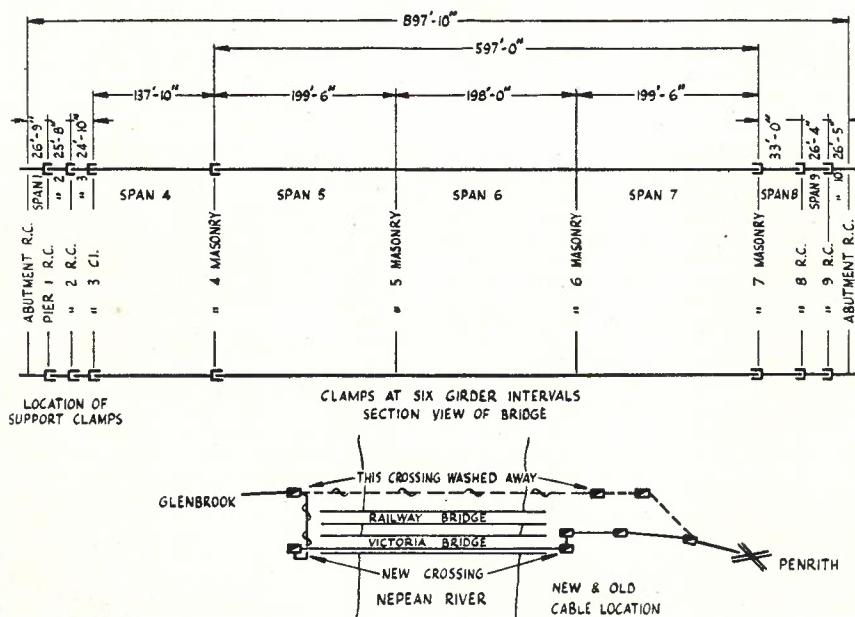 897'-10"
597'-0"
137'-10"
199'-6"
198'-0"
199'-6"
26'-9"
25'-8"
24'-10"
33'-0"
26'-4"
26'-5"
SPAN 1
" 2
" 3
SPAN 4
SPAN 5
SPAN 6
SPAN 7
SPAN 8
SPAN 9
" 10
ABUTMENT R.C.
PIER 1 R.C.
" 2 R.C.
" 3 C.I.
" 4 MASONRY
" 5 MASONRY
" 6 MASONRY
" 7 MASONRY
" 8 R.C.
" 9 R.C.
ABUTMENT R.C.
LOCATION OF
SUPPORT CLAMPS
CLAMPS AT SIX GIRDER INTERVALS
SECTION VIEW OF BRIDGE
THIS CROSSING WASHED AWAY
GLENBROOK
RAILWAY BRIDGE
VICTORIA BRIDGE
NEW CROSSING
NEPEAN RIVER
PENRITH
NEW & OLD
CABLE LOCATION